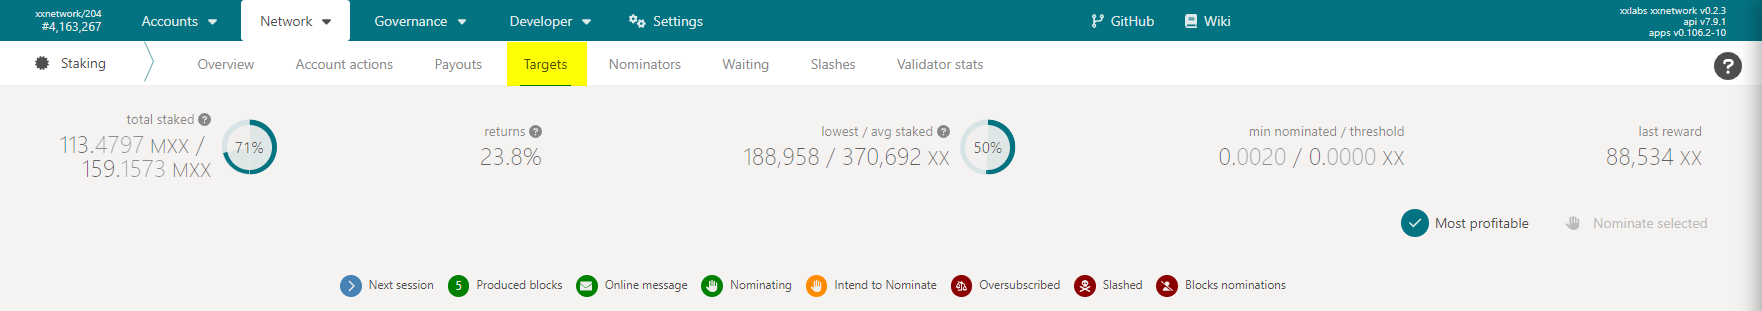 xxnetwork/204
#4,163,267
Accounts
Network
Governance
Developer
Settings
GitHub
Wiki
xxlabs xxnetwork v0.2.3
api v7.9.1
apps v0.106.2-10
Staking
Overview
Account actions
Payouts
Targets
Nominators
Waiting
Slashes
Validator stats
?
total staked ?
113.4797 MXX /
159.1573 MXX
71%
returns ?
23.8%
lowest / avg staked ?
188,958 / 370,692 XX
50%
min nominated / threshold
0.0020 / 0.0000 XX
last reward
88,534 XX
Most profitable
Nominate selected
Next session
5 Produced blocks
Online message
Nominating
Intend to Nominate
Oversubscribed
Slashed
Blocks nominations